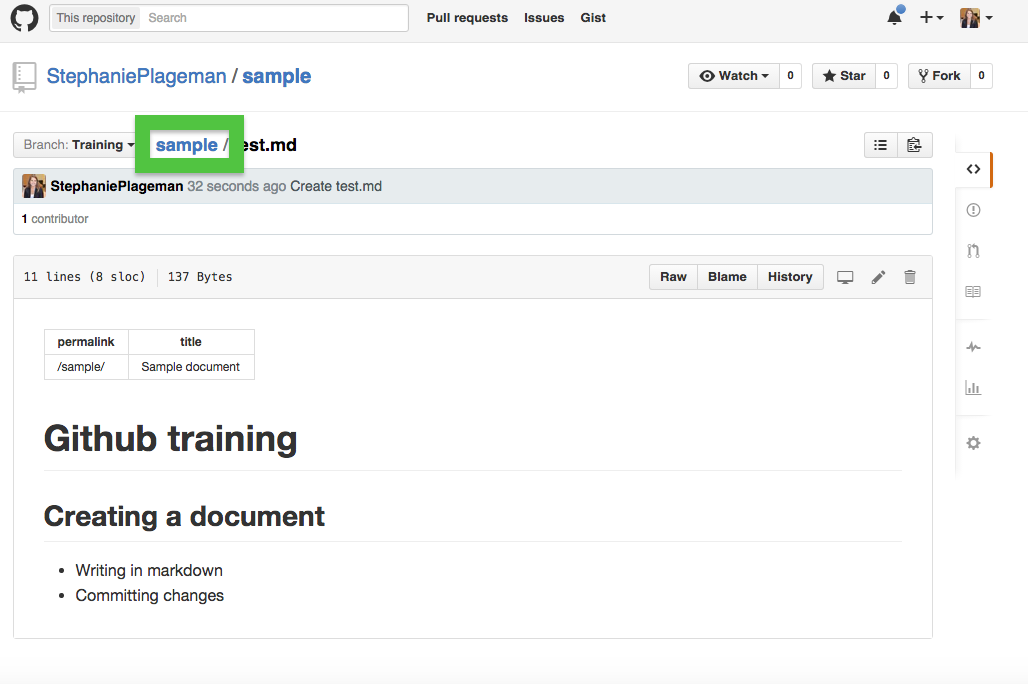 This repository Search Pull requests Issues Gist
StephaniePlageman / sample Watch 0 Star 0 Fork 0
Branch: Training sample / est.md
StephaniePlageman 32 seconds ago Create test.md
1 contributor
11 lines (8 sloc) 137 Bytes Raw Blame History
permalink title
/sample/ Sample document
Github training
Creating a document
• Writing in markdown
• Committing changes